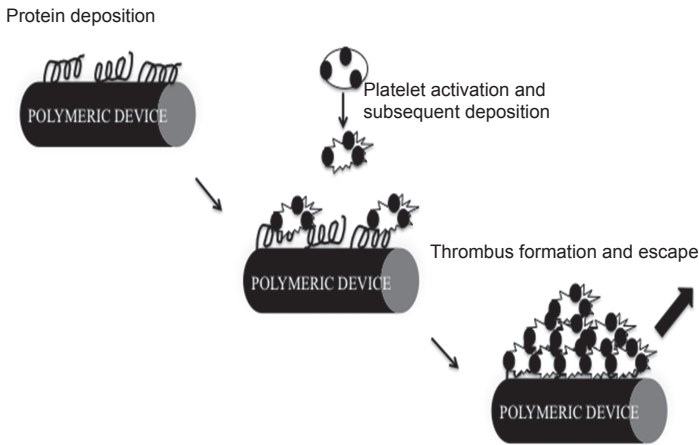 Protein deposition
POLYMERIC DEVICE
Platelet activation and
subsequent deposition
POLYMERIC DEVICE
Thrombus formation and escape
POLYMERIC DEVICE